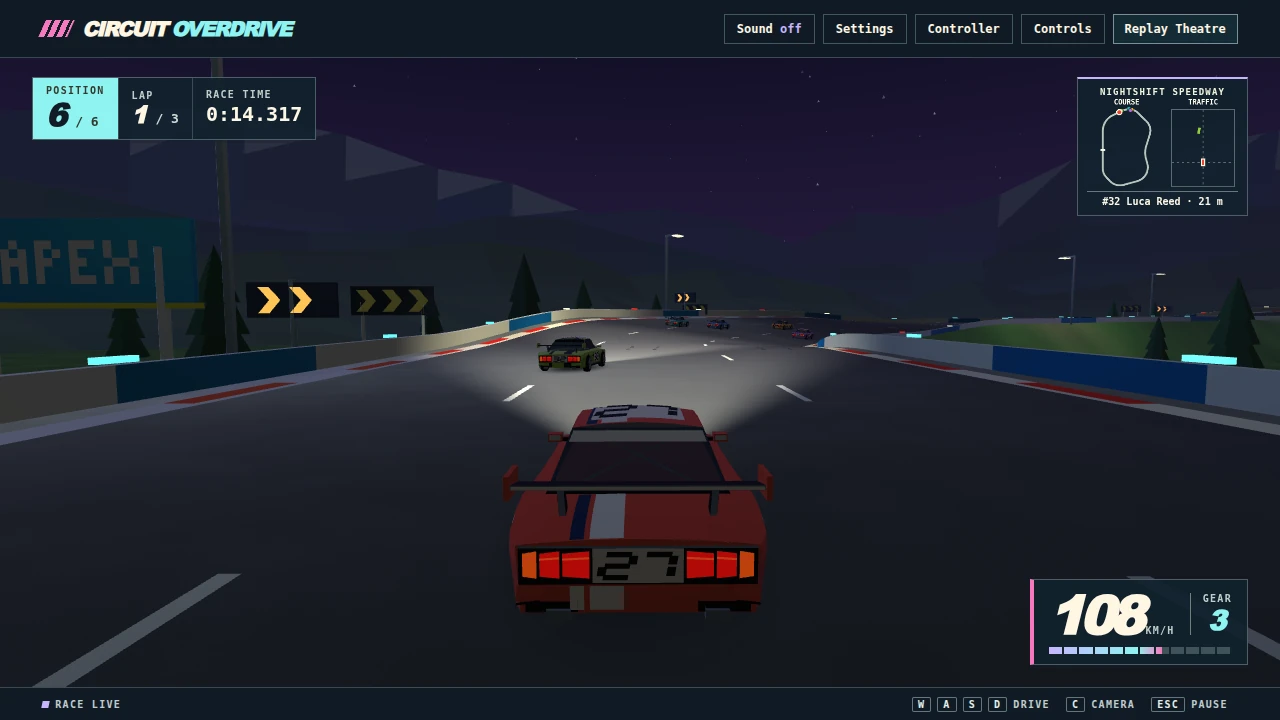 CIRCUIT OVERDRIVE
Sound off
Settings
Controller
Controls
Replay Theatre
POSITION
6 / 6
LAP
1 / 3
RACE TIME
0:14.317
NIGHTSHIFT SPEEDWAY
COURSE
TRAFFIC
#32 Luca Reed · 21 m
APEX
27
108 KM/H
GEAR
3
RACE LIVE
W A S D DRIVE
C CAMERA
ESC PAUSE